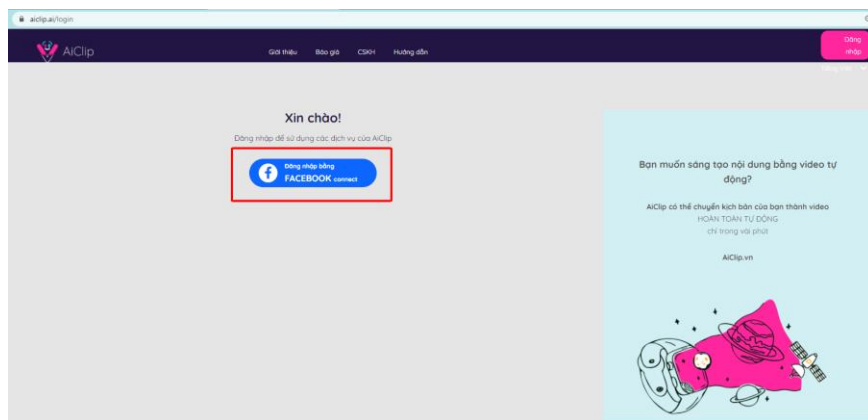 aiclip.ai/login
AiClip
Giới thiệu
Báo giá
CSKH
Hướng dẫn
Đăng
nhập
Xin chào!
Đăng nhập để sử dụng các dịch vụ của AiClip
Đăng nhập bằng
FACEBOOK connect
Bạn muốn sáng tạo nội dung bằng video tự
động?
AiClip có thể chuyển kịch bản của bạn thành video
HOÀN TOÀN TỰ ĐỘNG
chỉ trong vài phút
AiClip.vn